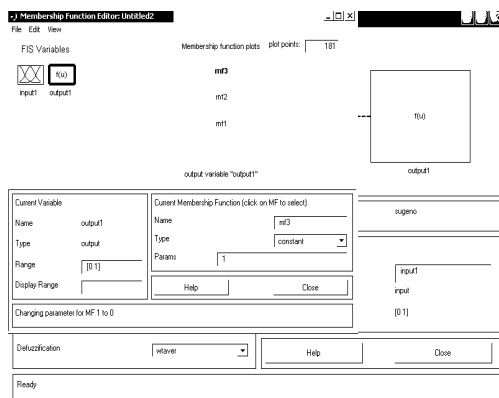 Membership Function Editor: Untitled2
File Edit View
FIS Variables
f(u)
input1 output1
Membership function plots plot points: 181
mf3
mf2
mf1
output variable "output1"
f(u)
output1
Current Variable
Name output1
Type output
Range [0 1]
Display Range
Current Membership Function (click on MF to select)
Name mf3
Type constant
Params 1
Help Close
Changing parameter for MF 1 to 0
sugeno
input1
input
[0 1]
Defuzzification wtaver
Help Close
Ready